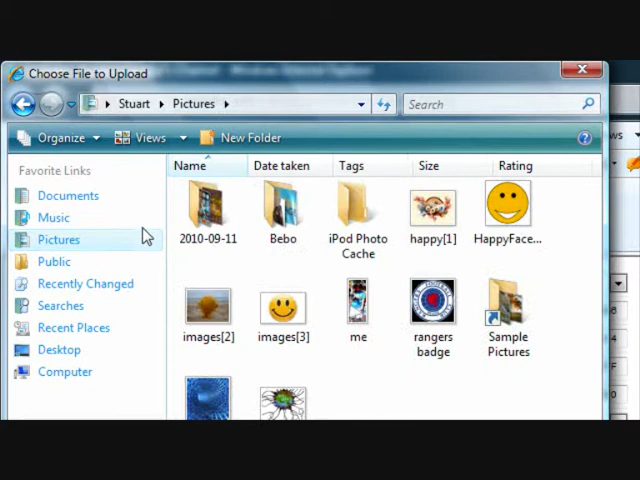 Choose File to Upload
Stuart Pictures Search
Organize Views New Folder
Favorite Links
Documents
Music
Pictures
Public
Recently Changed
Searches
Recent Places
Desktop
Computer
Name Date taken Tags Size Rating
2010-09-11 Bebo iPod Photo Cache happy[1] HappyFace...
images[2] images[3] me rangers badge Sample Pictures